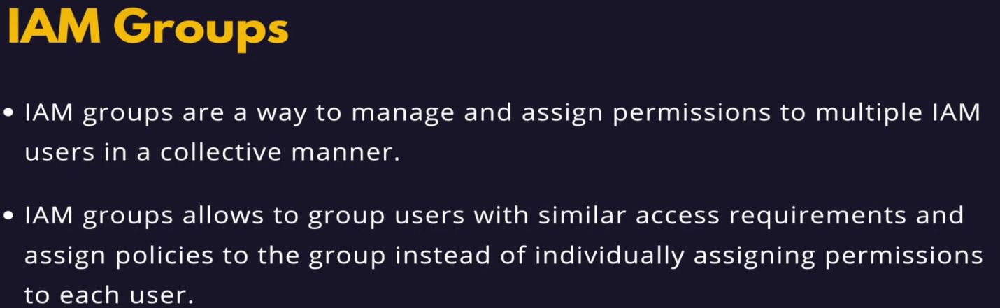 IAM Groups
• IAM groups are a way to manage and assign permissions to multiple IAM
users in a collective manner.
• IAM groups allows to group users with similar access requirements and
assign policies to the group instead of individually assigning permissions
to each user.